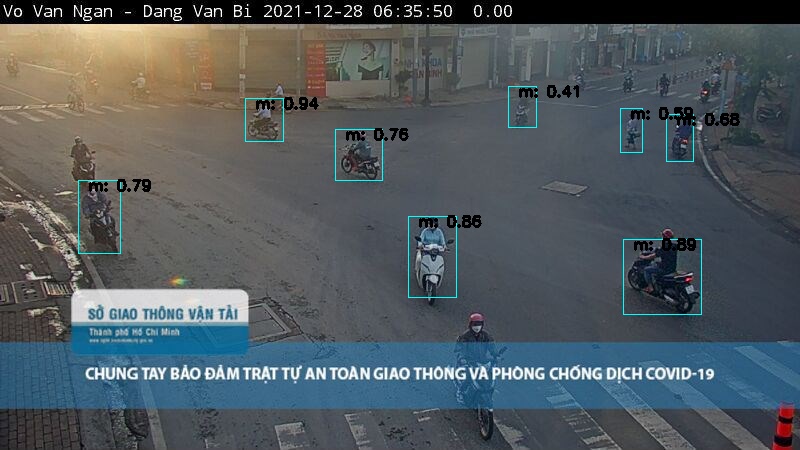 Vo Van Ngan - Dang Van Bi 2021-12-28 06:35:50 0.00
m: 0.94
m: 0.41
m: 0.76
m: 0.59
m: 0.68
m: 0.79
m: 0.86
m: 0.89
SỞ GIAO THÔNG VẬN TẢI
Thành phố Hồ Chí Minh
CHUNG TAY BẢO ĐẢM TRẬT TỰ AN TOÀN GIAO THÔNG VÀ PHÒNG CHỐNG DỊCH COVID-19